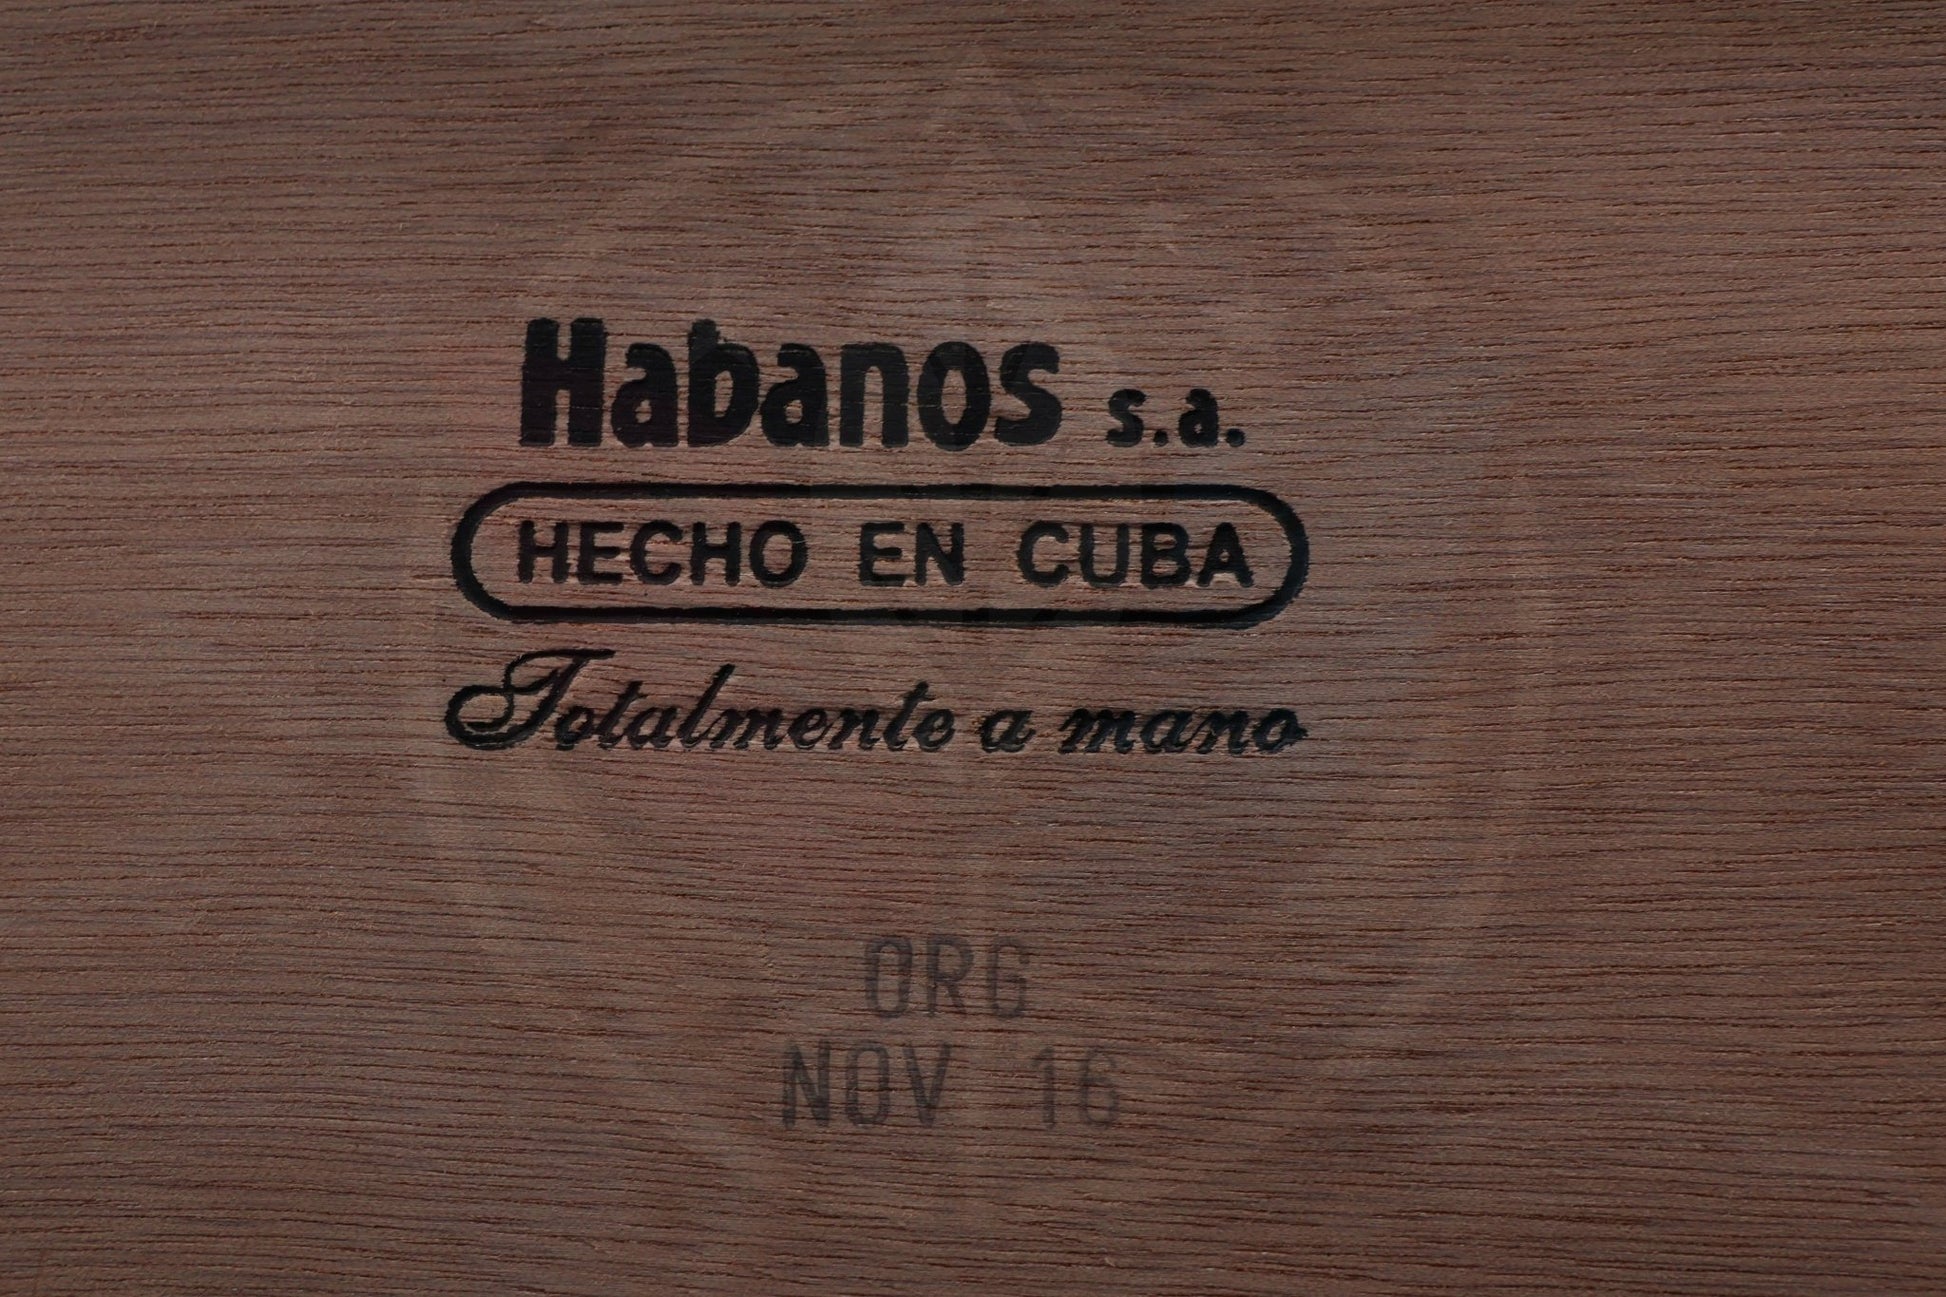 Habanos s.a.
HECHO EN CUBA
Totalmente a mano
ORG
NOV 16